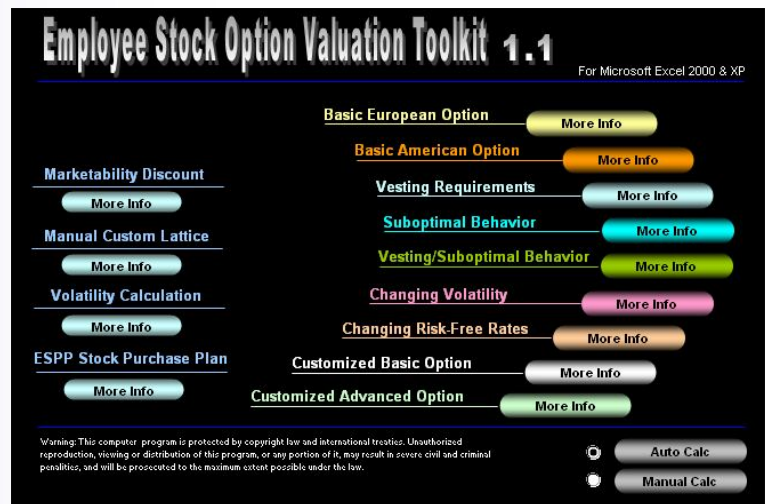 Employee Stock Option Valuation Toolkit 1.1
For Microsoft Excel 2000 & XP
Marketability Discount
More Info
Manual Custom Lattice
More Info
Volatility Calculation
More Info
ESPP Stock Purchase Plan
More Info
Basic European Option
More Info
Basic American Option
More Info
Vesting Requirements
More Info
Suboptimal Behavior
More Info
Vesting/Suboptimal Behavior
More Info
Changing Volatility
More Info
Changing Risk-Free Rates
More Info
Customized Basic Option
More Info
Customized Advanced Option
More Info
Warning: This computer program is protected by copyright law and international treaties. Unauthorized
reproduction, viewing or distribution of this program, or any portion of it, may result in severe civil and criminal
penalities, and will be prosecuted to the maximum extent possible under the law.
Auto Calc
Manual Calc